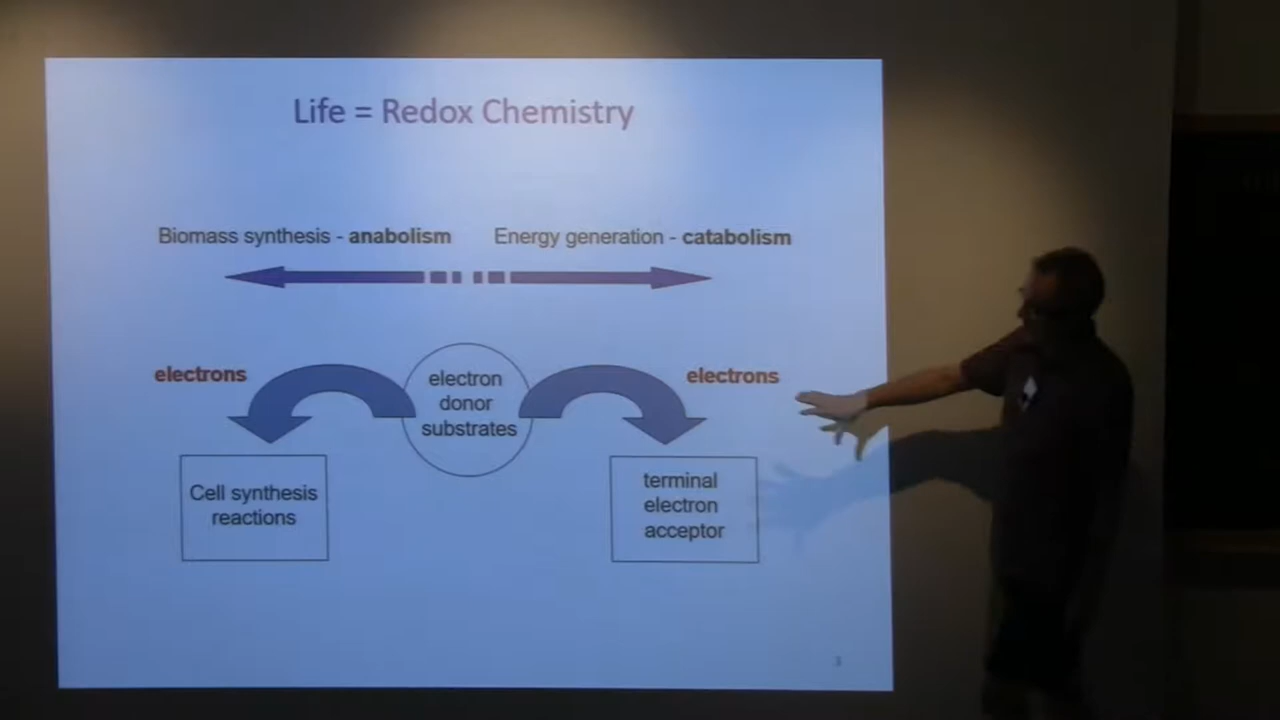 Life = Redox Chemistry
Biomass synthesis - anabolism
Energy generation - catabolism
electrons
electron
donor
substrates
electrons
Cell synthesis
reactions
terminal
electron
acceptor
3